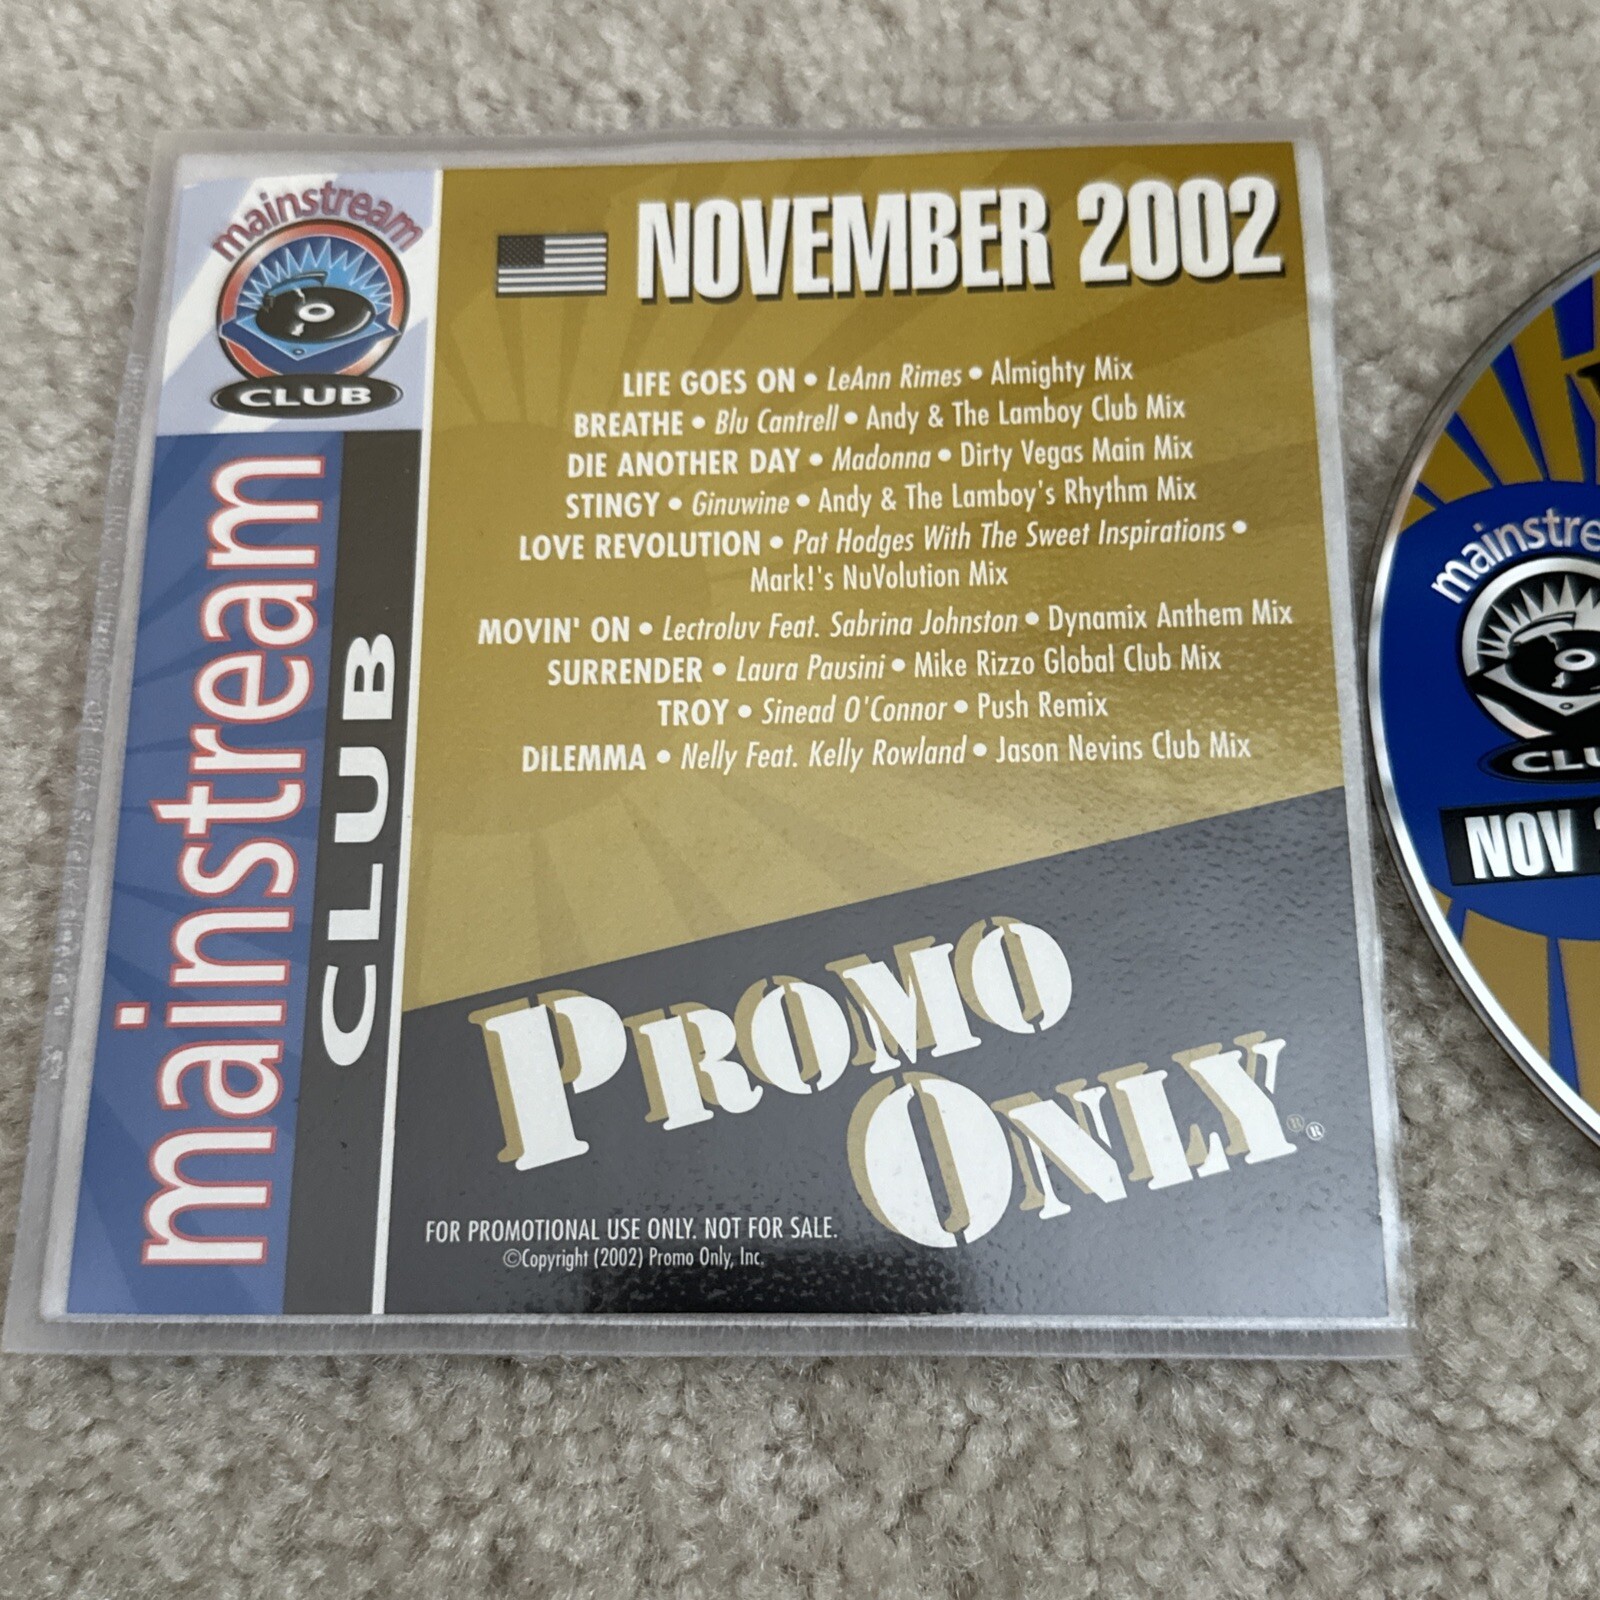 mainstream
CLUB
mainstream
CLUB
NOVEMBER 2002
LIFE GOES ON • LeAnn Rimes • Almighty Mix
BREATHE • Blu Cantrell • Andy & The Lamboy Club Mix
DIE ANOTHER DAY • Madonna • Dirty Vegas Main Mix
STINGY • Ginuwine • Andy & The Lamboy's Rhythm Mix
LOVE REVOLUTION • Pat Hodges With The Sweet Inspirations •
Mark!'s NuVolution Mix
MOVIN' ON • Lectroluv Feat. Sabrina Johnston • Dynamix Anthem Mix
SURRENDER • Laura Pausini • Mike Rizzo Global Club Mix
TROY • Sinead O'Connor • Push Remix
DILEMMA • Nelly Feat. Kelly Rowland • Jason Nevins Club Mix
PROMO
ONLY®
FOR PROMOTIONAL USE ONLY. NOT FOR SALE.
©Copyright (2002) Promo Only, Inc.
mainstre
CLU
NOV